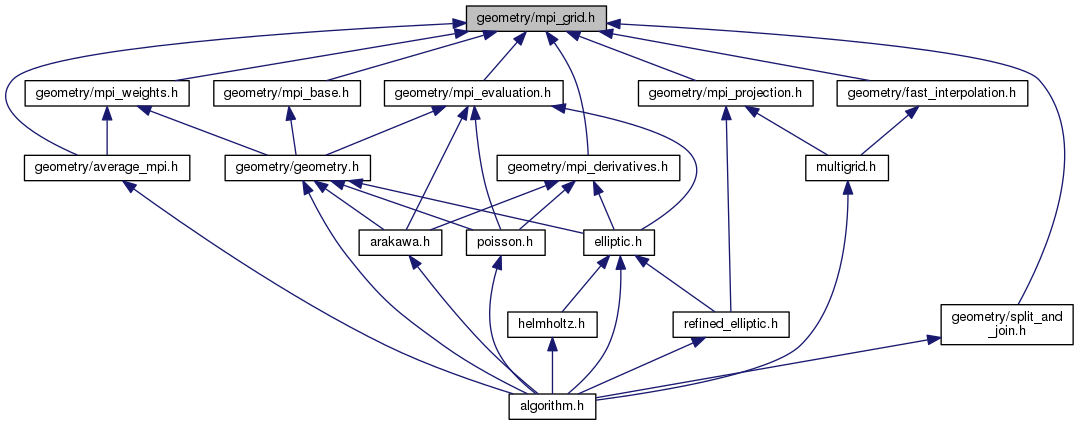 geometry/mpi_grid.h
geometry/mpi_weights.h
geometry/mpi_base.h
geometry/mpi_evaluation.h
geometry/mpi_projection.h
geometry/fast_interpolation.h
geometry/average_mpi.h
geometry/geometry.h
geometry/mpi_derivatives.h
multigrid.h
arakawa.h
poisson.h
elliptic.h
helmholtz.h
refined_elliptic.h
geometry/split_and
_join.h
algorithm.h